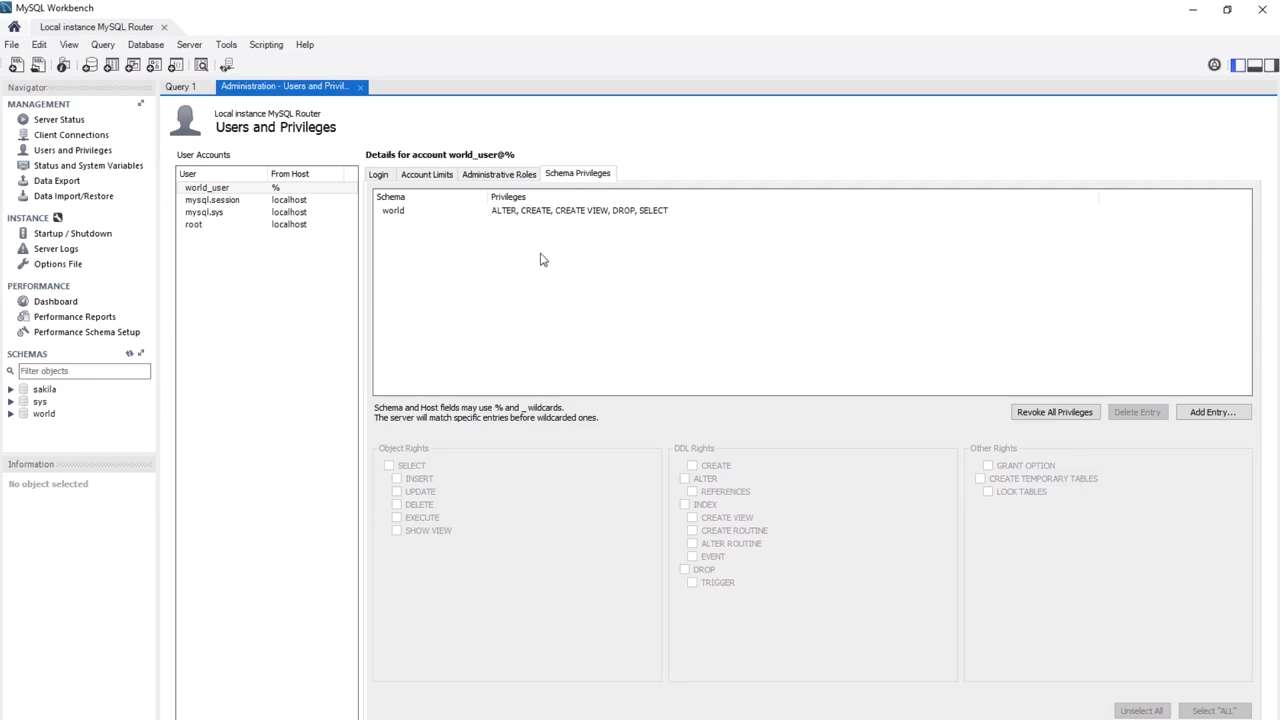 MySQL Workbench
Local instance MySQL Router
File Edit View Query Database Server Tools Scripting Help
Navigator
MANAGEMENT
Server Status
Client Connections
Users and Privileges
Status and System Variables
Data Export
Data Import/Restore
INSTANCE
Startup / Shutdown
Server Logs
Options File
PERFORMANCE
Dashboard
Performance Reports
Performance Schema Setup
SCHEMAS
Filter objects
sakila
sys
world
Information
No object selected
Query 1 Administration - Users and Privil...
Local instance MySQL Router
Users and Privileges
User Accounts
User From Host
world_user %
mysql.session localhost
mysql.sys localhost
root localhost
Details for account world_user@%
Login Account Limits Administrative Roles Schema Privileges
Schema Privileges
world ALTER, CREATE, CREATE VIEW, DROP, SELECT
Schema and Host fields may use % and _ wildcards.
The server will match specific entries before wildcarded ones.
Revoke All Privileges Delete Entry Add Entry...
Object Rights
SELECT
INSERT
UPDATE
DELETE
EXECUTE
SHOW VIEW
DDL Rights
CREATE
ALTER
REFERENCES
INDEX
CREATE VIEW
CREATE ROUTINE
ALTER ROUTINE
EVENT
DROP
TRIGGER
Other Rights
GRANT OPTION
CREATE TEMPORARY TABLES
LOCK TABLES
Unselect All Select "ALL"